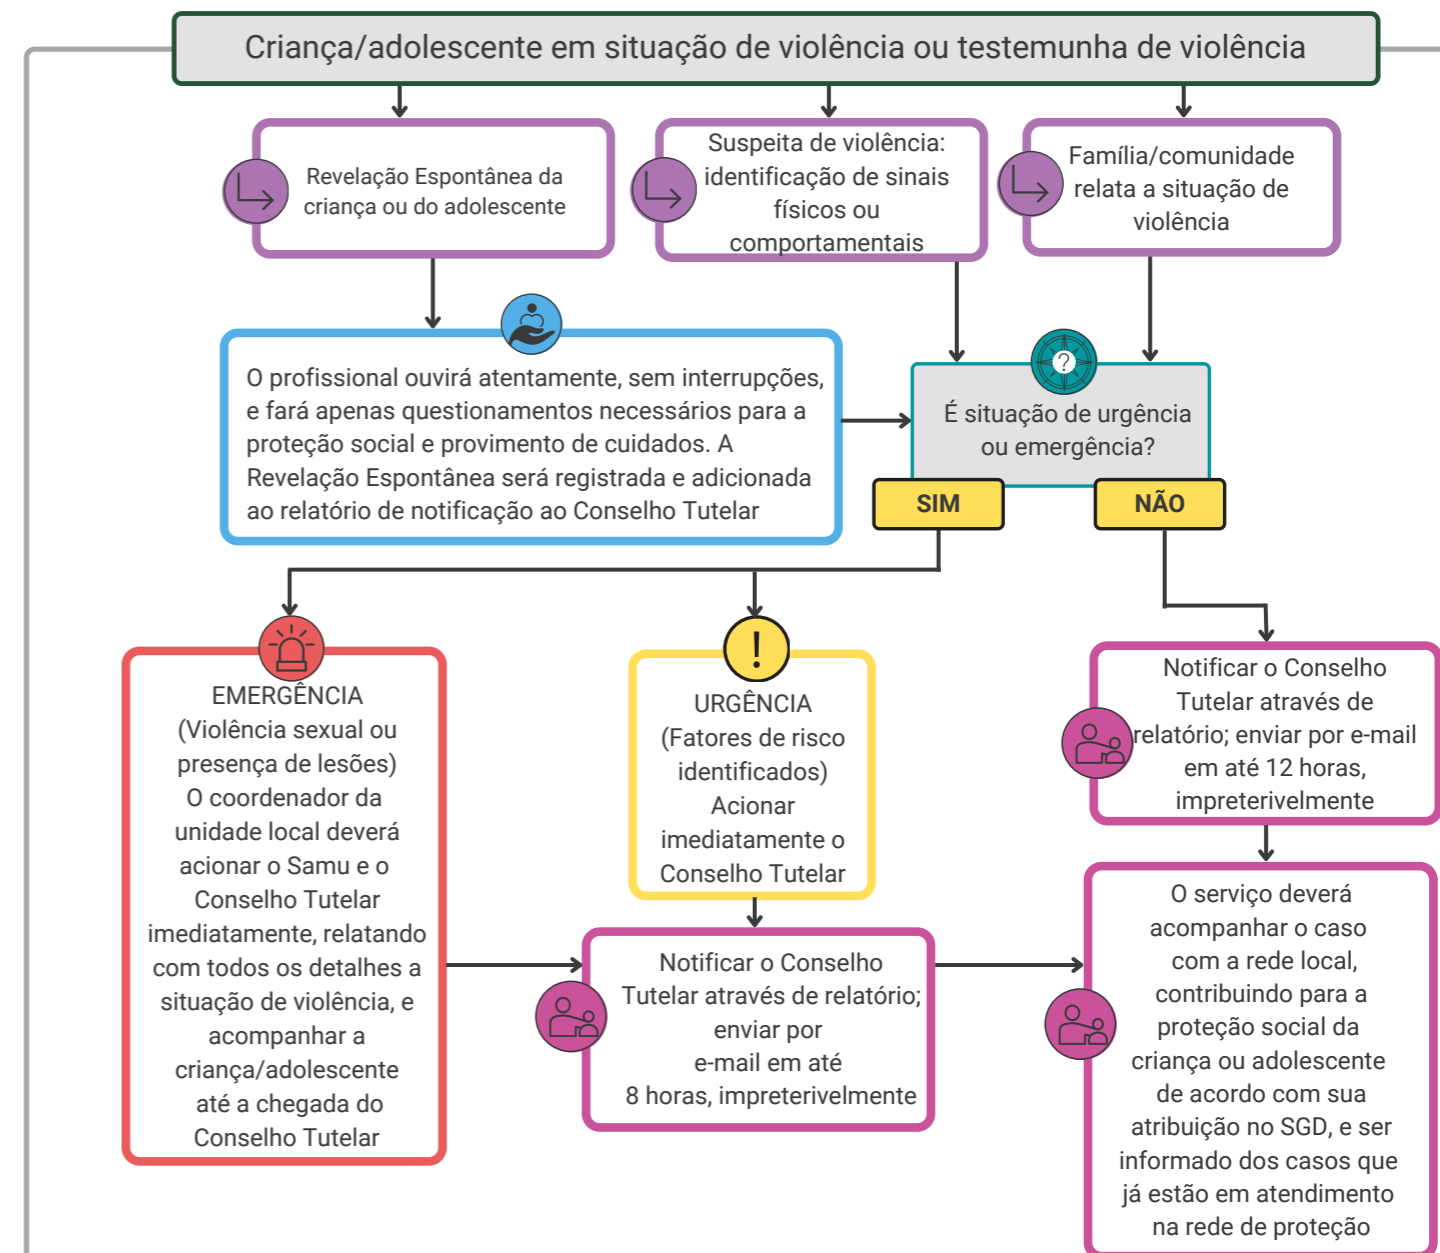 Criança/adolescente em situação de violência ou testemunha de violência
Revelação Espontânea da
criança ou do adolescente
Suspeita de violência:
identificação de sinais
físicos ou
comportamentais
Família/comunidade
relata a situação de
violência
O profissional ouvirá atentamente, sem interrupções,
e fará apenas questionamentos necessários para a
proteção social e provimento de cuidados. A
Revelação Espontânea será registrada e adicionada
ao relatório de notificação ao Conselho Tutelar
?
É situação de urgência
ou emergência?
SIM
NÃO
EMERGÊNCIA
(Violência sexual ou
presença de lesões)
O coordenador da
unidade local deverá
acionar o Samu e o
Conselho Tutelar
imediatamente, relatando
com todos os detalhes a
situação de violência, e
acompanhar a
criança/adolescente
até a chegada do
Conselho Tutelar
!
URGÊNCIA
(Fatores de risco
identificados)
Acionar
imediatamente o
Conselho Tutelar
Notificar o Conselho
Tutelar através de relatório;
enviar por
e-mail em até
8 horas, impreterivelmente
Notificar o Conselho
Tutelar através de
relatório; enviar por e-mail
em até 12 horas,
impreterivelmente
O serviço deverá
acompanhar o caso
com a rede local,
contribuindo para a
proteção social da
criança ou adolescente
de acordo com sua
atribuição no SGD, e ser
informado dos casos que
já estão em atendimento
na rede de proteção